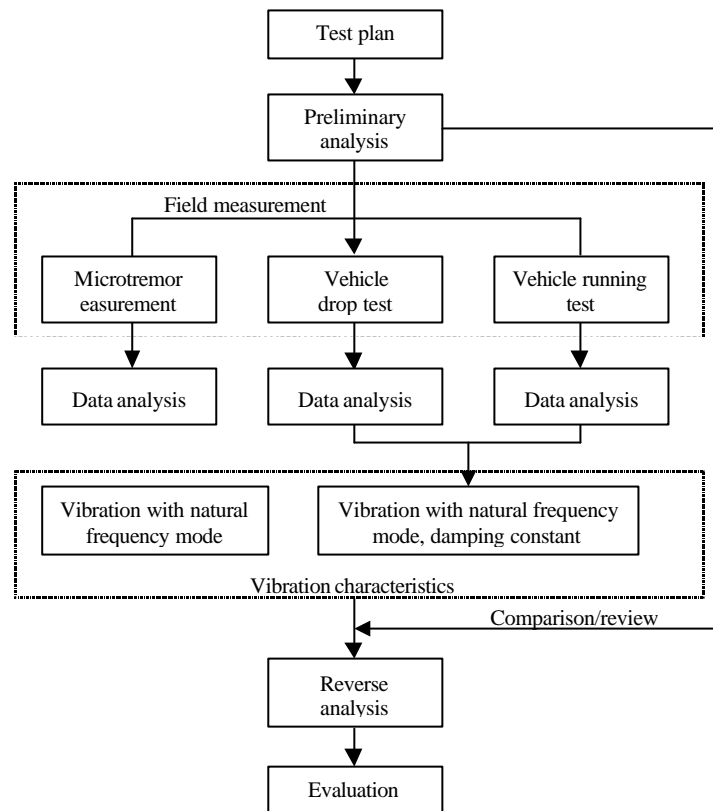 Test plan
Preliminary
analysis
Field measurement
Microtremor
easurement
Vehicle
drop test
Vehicle running
test
Data analysis
Data analysis
Data analysis
Vibration with natural
frequency mode
Vibration with natural frequency
mode, damping constant
Vibration characteristics
Comparison/review
Reverse
analysis
Evaluation